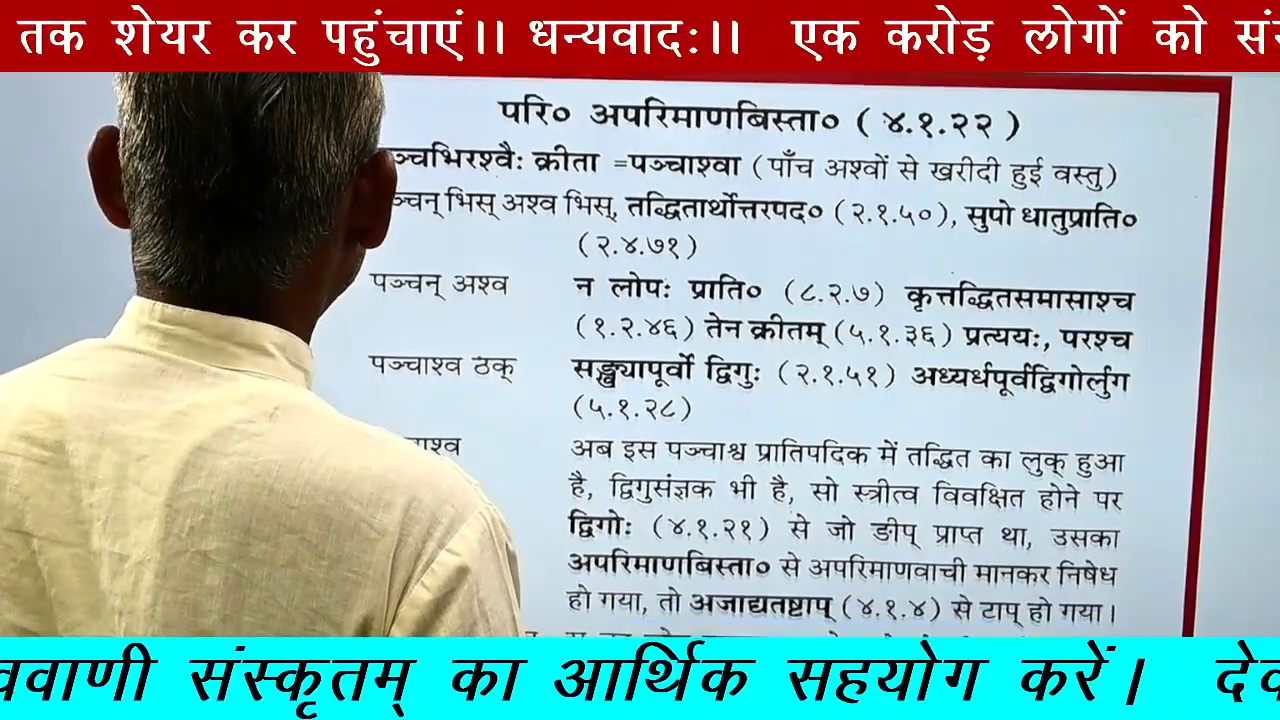 तक शेयर कर पहुंचाएं।। धन्यवादः।। एक करोड़ लोगों को
परि० अपरिमाणबिस्ता० ( ४.१.२२ )
ञ्चभिरश्वैः क्रीता =पञ्चाश्वा (पाँच अश्वों से खरीदी हुई वस्तु)
ञ्चन् भिस् अश्व भिस्, तद्धितार्थोत्तरपद० (२.१.५०), सुपो धातुप्राति०
(२.४.७१)
पञ्चन् अश्व न लोपः प्राति० (८.२.७) कृत्तद्धितसमासाश्च
(१.२.४६) तेन क्रीतम् (५.१.३६) प्रत्ययः, परश्च
पञ्चाश्व ठक् सङ्ख्यापूर्वो द्विगुः (२.१.५१) अध्यर्धपूर्वद्विगोर्लुग
(५.१.२८)
ाश्व अब इस पञ्चाश्व प्रातिपदिक में तद्धित का लुक् हुआ
है, द्विगुसंज्ञक भी है, सो स्त्रीत्व विवक्षित होने पर
द्विगोः (४.१.२१) से जो ङीप् प्राप्त था, उसका
अपरिमाणबिस्ता० से अपरिमाणवाची मानकर निषेध
हो गया, तो अजाद्यतष्टाप् (४.१.४) से टाप् हो गया।
ववाणी संस्कृतम् का आर्थिक सहयोग करें। दे